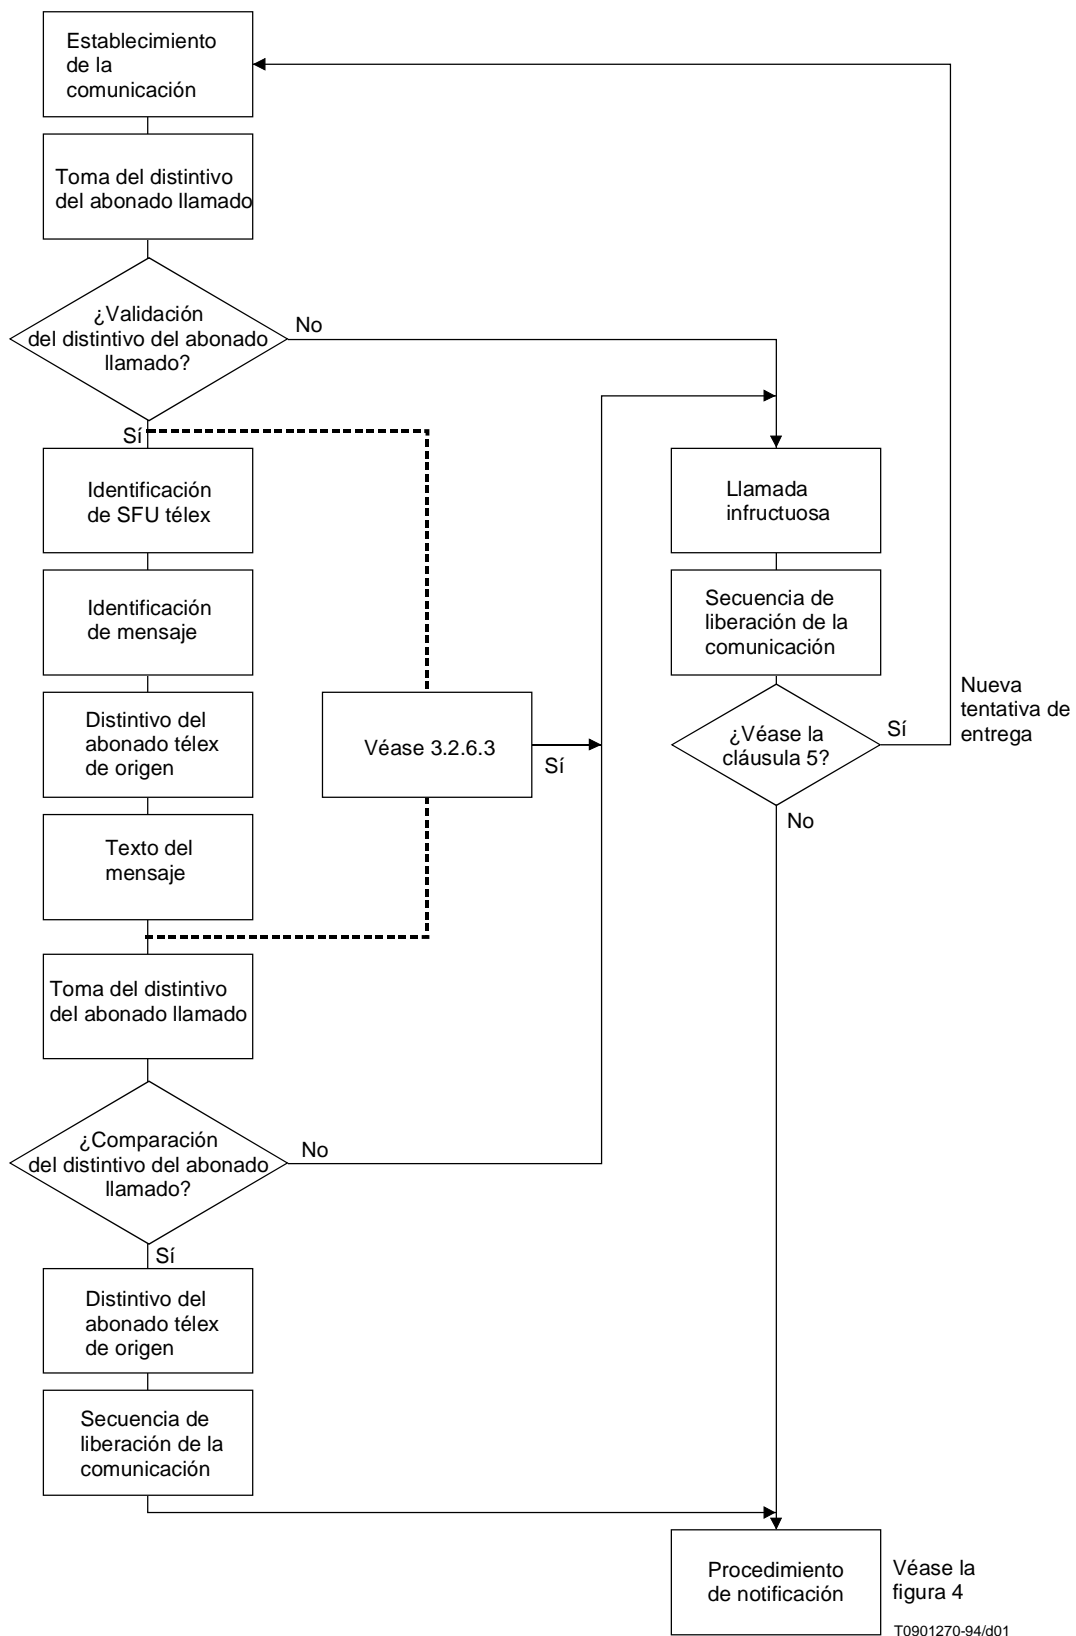 Establecimiento
de la
comunicación
Toma del distintivo
del abonado llamado
¿Validación
del distintivo del abonado
llamado?
No
Sí
Identificación
de SFU télex
Identificación
de mensaje
Distintivo del
abonado télex
de origen
Texto del
mensaje
Véase 3.2.6.3
Sí
Llamada
infructuosa
Secuencia de
liberación de la
comunicación
¿Véase la
cláusula 5?
Sí
No
Nueva
tentativa de
entrega
Toma del distintivo
del abonado llamado
¿Comparación
del distintivo del abonado
llamado?
No
Sí
Distintivo del
abonado télex
de origen
Secuencia de
liberación de la
comunicación
Procedimiento
de notificación
Véase la
figura 4
T0901270-94/d01